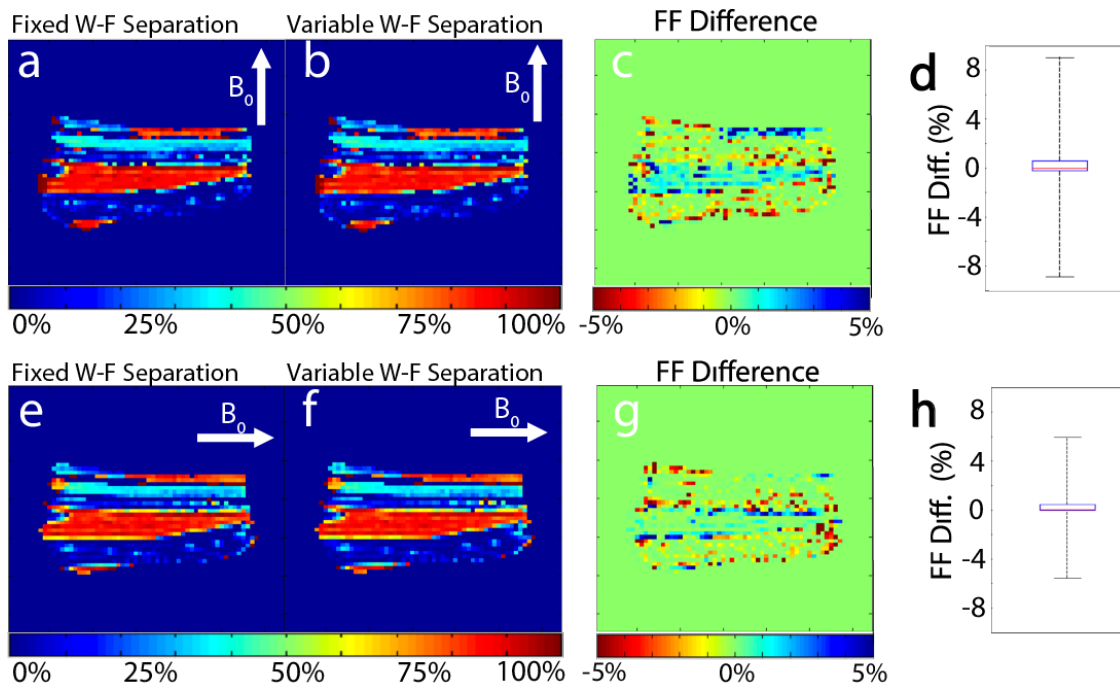 Fixed W-F Separation Variable W-F Separation FF Difference
a b c d
B0 B0
8
4
0
-4
-8
FF Diff. (%)
0% 25% 50% 75% 100% -5% 0% 5%
Fixed W-F Separation Variable W-F Separation FF Difference
e f g h
B0 B0
8
4
0
-4
-8
FF Diff. (%)
0% 25% 50% 75% 100% -5% 0% 5%